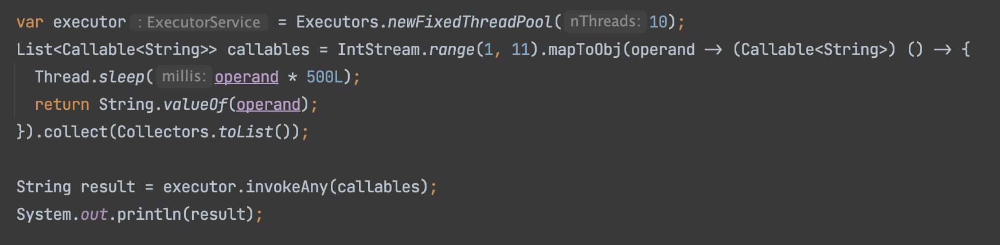 var executor : ExecutorService = Executors.newFixedThreadPool( nThreads: 10);
List<Callable<String>> callables = IntStream.range(1, 11).mapToObj(operand -> (Callable<String>) () -> {
  Thread.sleep( millis: operand * 500L);
  return String.valueOf(operand);
}).collect(Collectors.toList());
String result = executor.invokeAny(callables);
System.out.println(result);